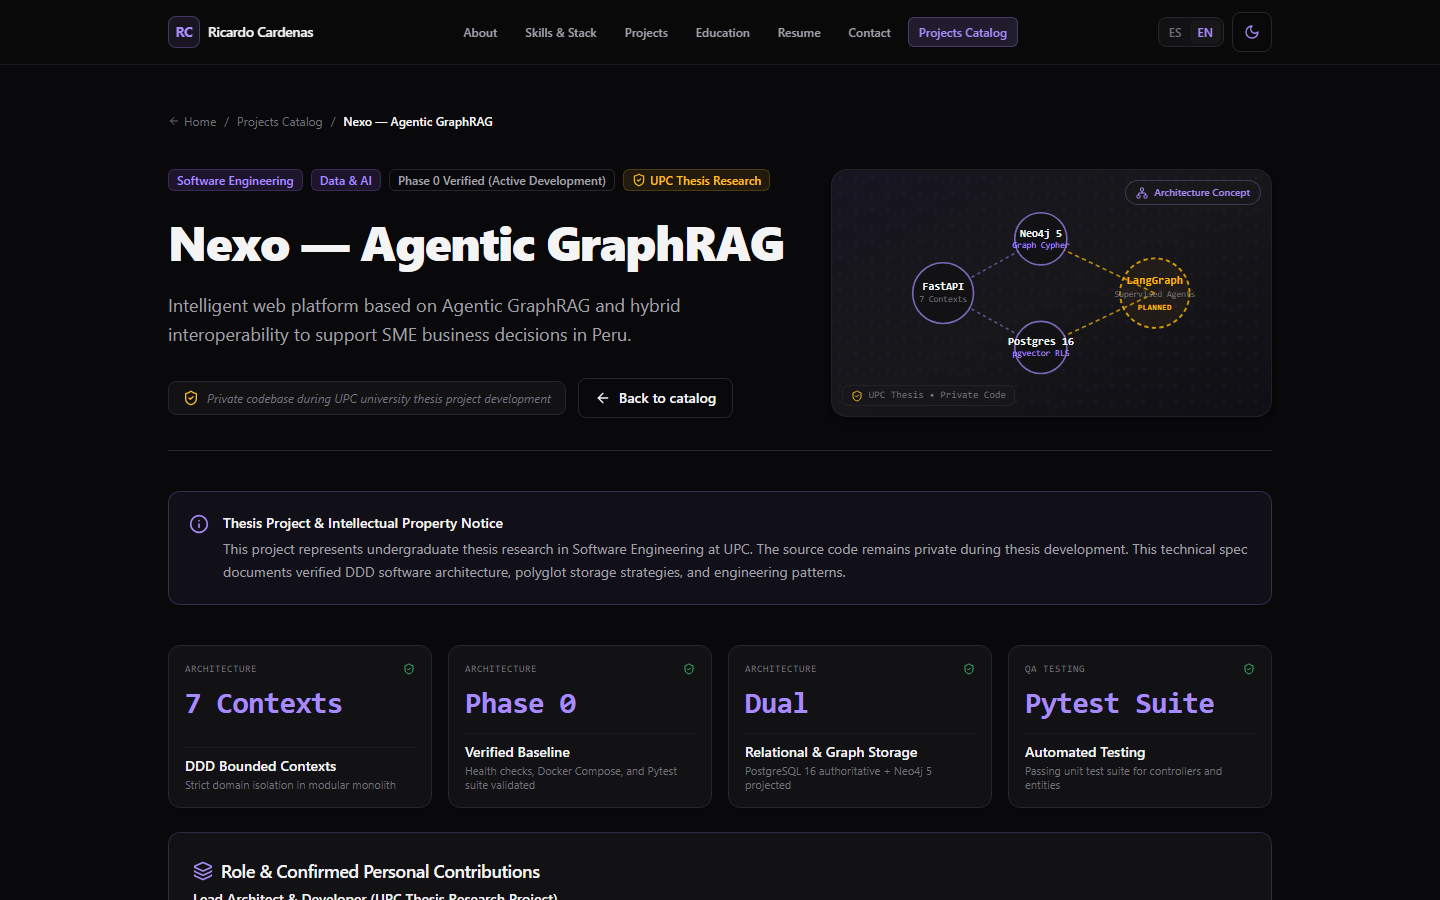 RC Ricardo Cardenas
About Skills & Stack Projects Education Resume Contact Projects Catalog
ES EN
← Home / Projects Catalog / Nexo — Agentic GraphRAG
Software Engineering Data & AI Phase 0 Verified (Active Development) UPC Thesis Research
Nexo — Agentic GraphRAG
Intelligent web platform based on Agentic GraphRAG and hybrid
interoperability to support SME business decisions in Peru.
Private codebase during UPC university thesis project development
← Back to catalog
Architecture Concept
Neo4j 5
Graph Cypher
FastAPI
7 Contexts
LangGraph
Supervised Agents
PLANNED
Postgres 16
pgvector RLS
UPC Thesis • Private Code
Thesis Project & Intellectual Property Notice
This project represents undergraduate thesis research in Software Engineering at UPC. The source code remains private during thesis development. This technical spec
documents verified DDD software architecture, polyglot storage strategies, and engineering patterns.
ARCHITECTURE
7 Contexts
DDD Bounded Contexts
Strict domain isolation in modular monolith
ARCHITECTURE
Phase 0
Verified Baseline
Health checks, Docker Compose, and Pytest
suite validated
ARCHITECTURE
Dual
Relational & Graph Storage
PostgreSQL 16 authoritative + Neo4j 5
projected
QA TESTING
Pytest Suite
Automated Testing
Passing unit test suite for controllers and
entities
Role & Confirmed Personal Contributions
Lead Architect & Developer (UPC Thesis Research Project)